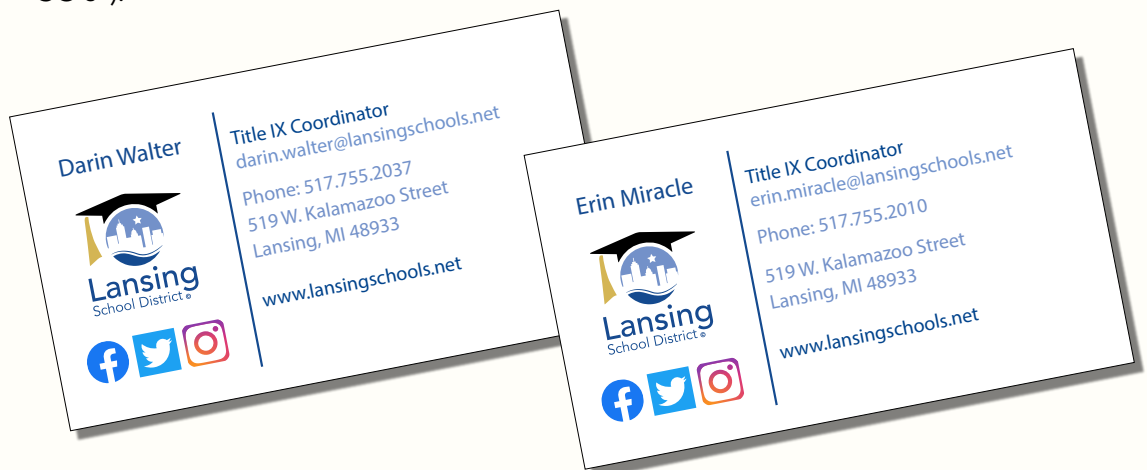 Darin Walter
Lansing
School District
Title IX Coordinator
darin.walter@lansingschools.net
Phone: 517.755.2037
519 W. Kalamazoo Street
Lansing, MI 48933
www.lansingschools.net
Erin Miracle
Lansing
School District
Title IX Coordinator
erin.miracle@lansingschools.net
Phone: 517.755.2010
519 W. Kalamazoo Street
Lansing, MI 48933
www.lansingschools.net